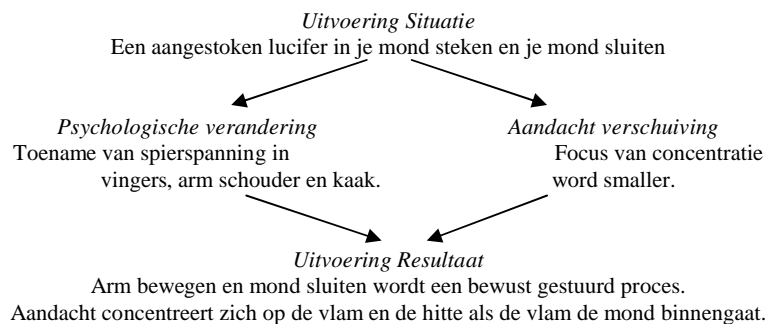 Uitvoering Situatie
Een aangestoken lucifer in je mond steken en je mond sluiten
Psychologische verandering
Toename van spierspanning in
vingers, arm schouder en kaak.
Aandacht verschuiving
Focus van concentratie
word smaller.
Uitvoering Resultaat
Arm bewegen en mond sluiten wordt een bewust gestuurd proces.
Aandacht concentreert zich op de vlam en de hitte als de vlam de mond binnengaat.